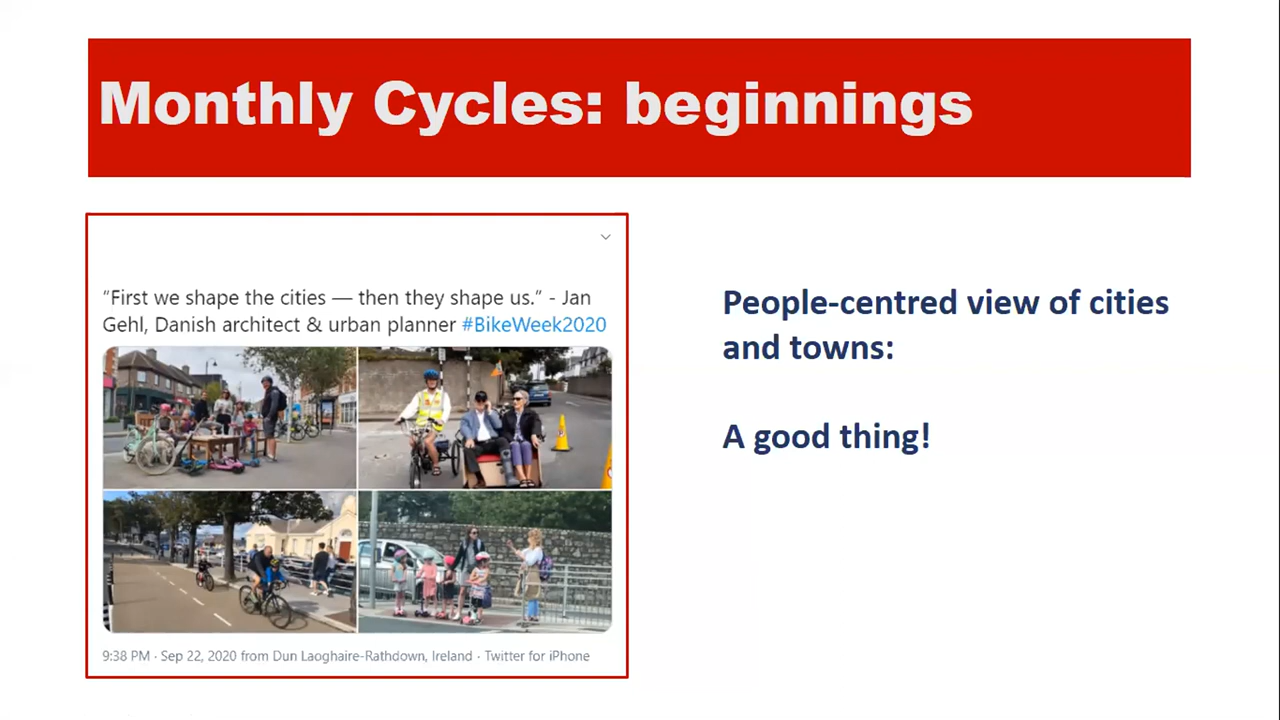 Monthly Cycles: beginnings
“First we shape the cities — then they shape us.” - Jan
Gehl, Danish architect & urban planner #BikeWeek2020
9:38 PM · Sep 22, 2020 from Dun Laoghaire-Rathdown, Ireland · Twitter for iPhone
People-centred view of cities
and towns:
A good thing!